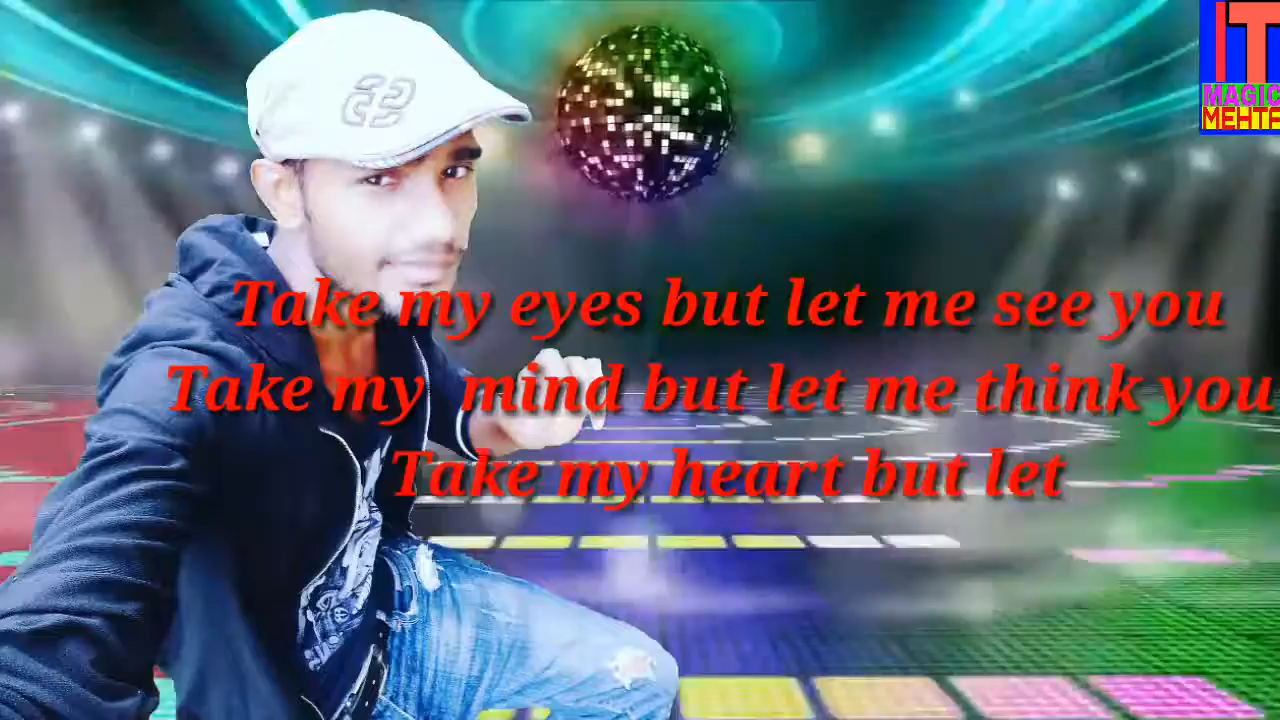 IT
MAGIC
MEHTA
Take my eyes but let me see you
Take my mind but let me think you
Take my heart but let